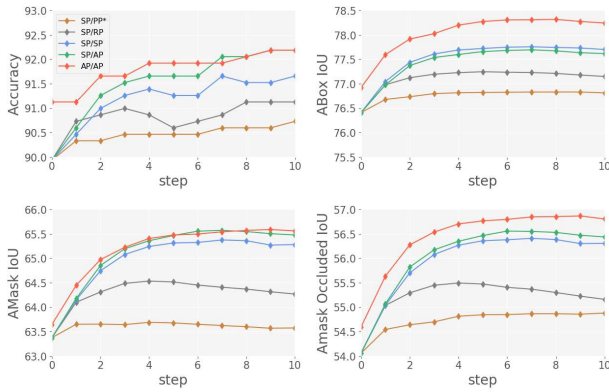 93.0
92.5
92.0
91.5
91.0
90.5
90.0
Accuracy
SP/PP*
SP/RP
SP/SP
SP/AP
AP/AP
0 2 4 6 8 10
step
78.5
78.0
77.5
77.0
76.5
76.0
75.5
ABox IoU
0 2 4 6 8 10
step
66.0
65.5
65.0
64.5
64.0
63.5
63.0
AMask IoU
0 2 4 6 8 10
step
57.0
56.5
56.0
55.5
55.0
54.5
54.0
Amask Occluded IIoU
0 2 4 6 8 10
step